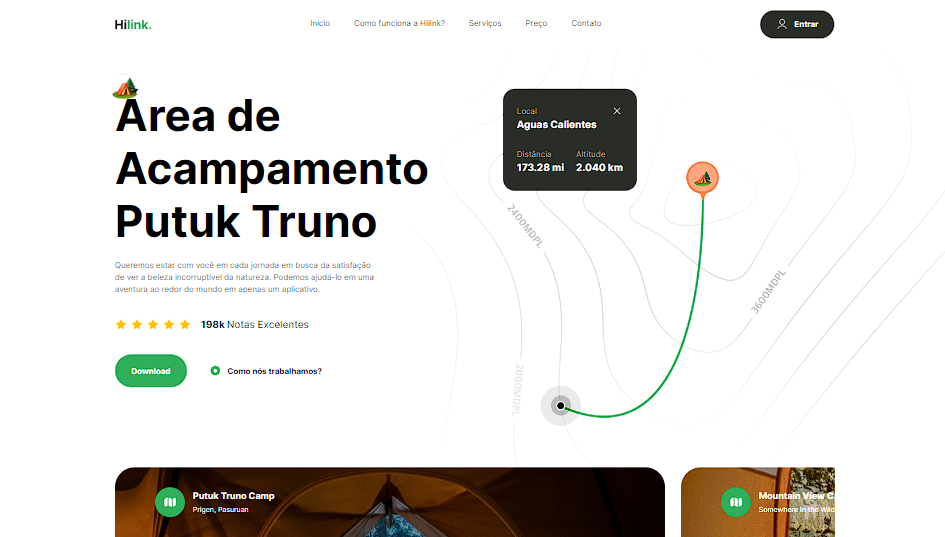 Hilink.
Início
Como funciona a Hilink?
Serviços
Preço
Contato
Entrar
Área de
Acampamento
Putuk Truno
Queremos estar com você em cada jornada em busca da satisfação
de ver a beleza incorruptível da natureza. Podemos ajudá-lo em uma
aventura ao redor do mundo em apenas um aplicativo.
198k Notas Excelentes
Download
Como nós trabalhamos?
Local
Aguas Calientes
Distância
173.28 mi
Altitude
2.040 km
2400MDPL
3600MDPL
2000MDPL
Putuk Truno Camp
Prigen, Pasuruan
Mountain View
Somewhere in the